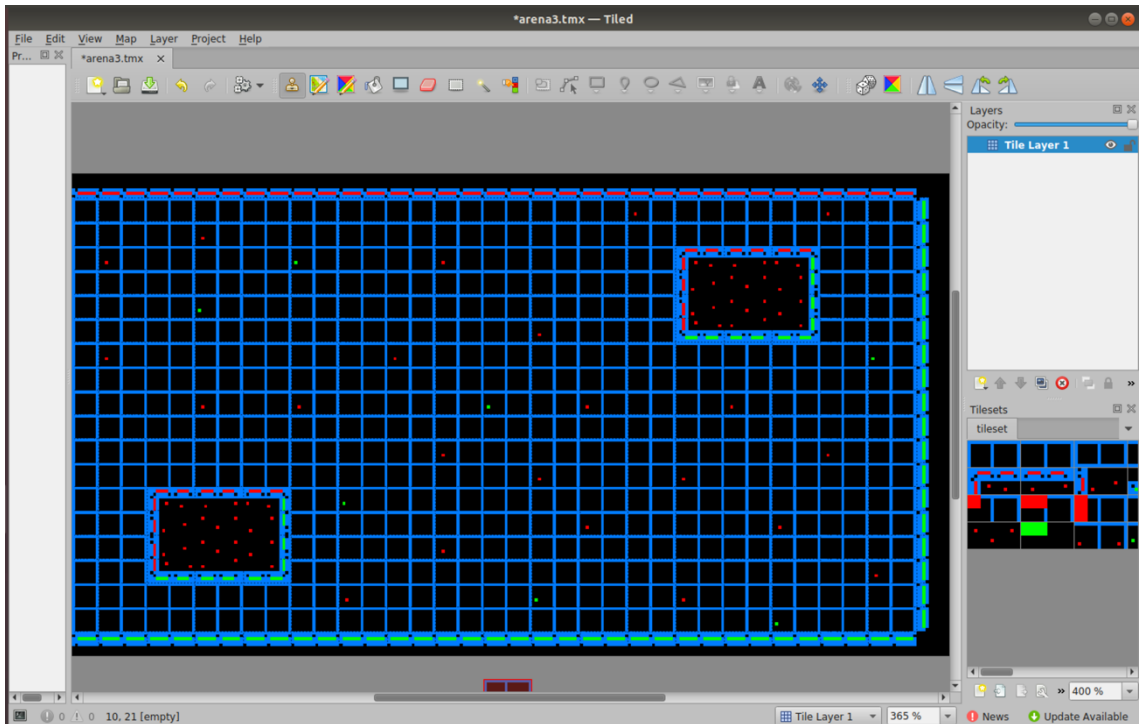 *arena3.tmx — Tiled
File Edit View Map Layer Project Help
Pr...
*arena3.tmx
A
Layers
Opacity:
Tile Layer 1
»
Tilesets
tileset
» 400 %
0 0 10, 21 [empty]
Tile Layer 1 365 % News Update Available